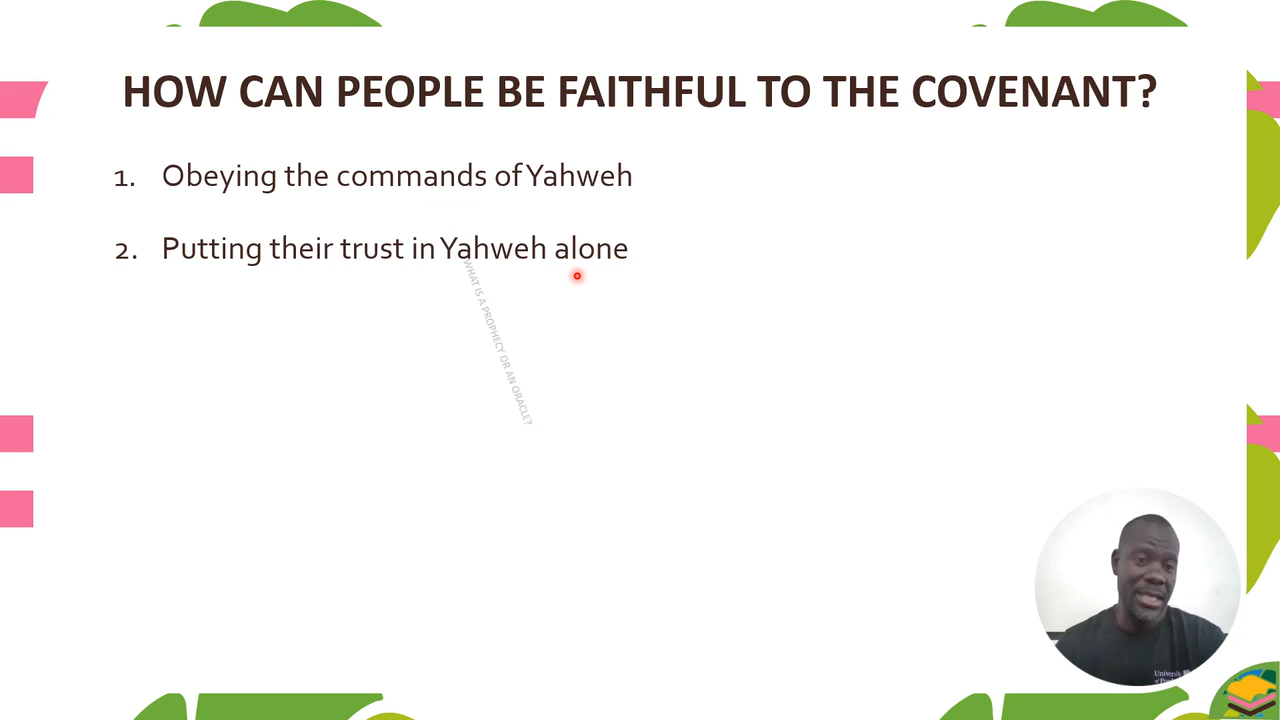 HOW CAN PEOPLE BE FAITHFUL TO THE COVENANT?
1. Obeying the commands of Yahweh
2. Putting their trust in Yahweh alone
WHAT IS A PROPHECY OR AN ORACLE?